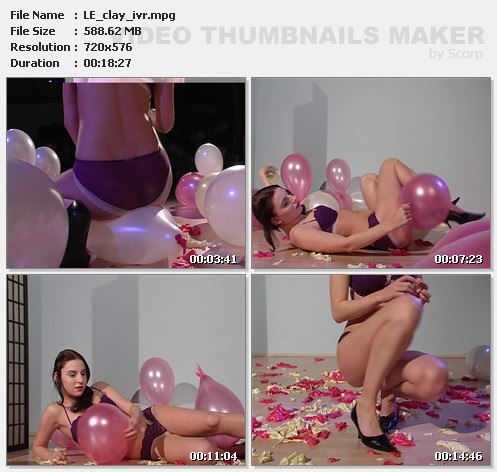 File Name : LE_clay_ivr.mpg
File Size : 588.62 MB
Resolution : 720x576
Duration : 00:18:27
VIDEO THUMBNAILS MAKER
by Scorp
00:03:41
00:07:23
00:11:04
00:14:46